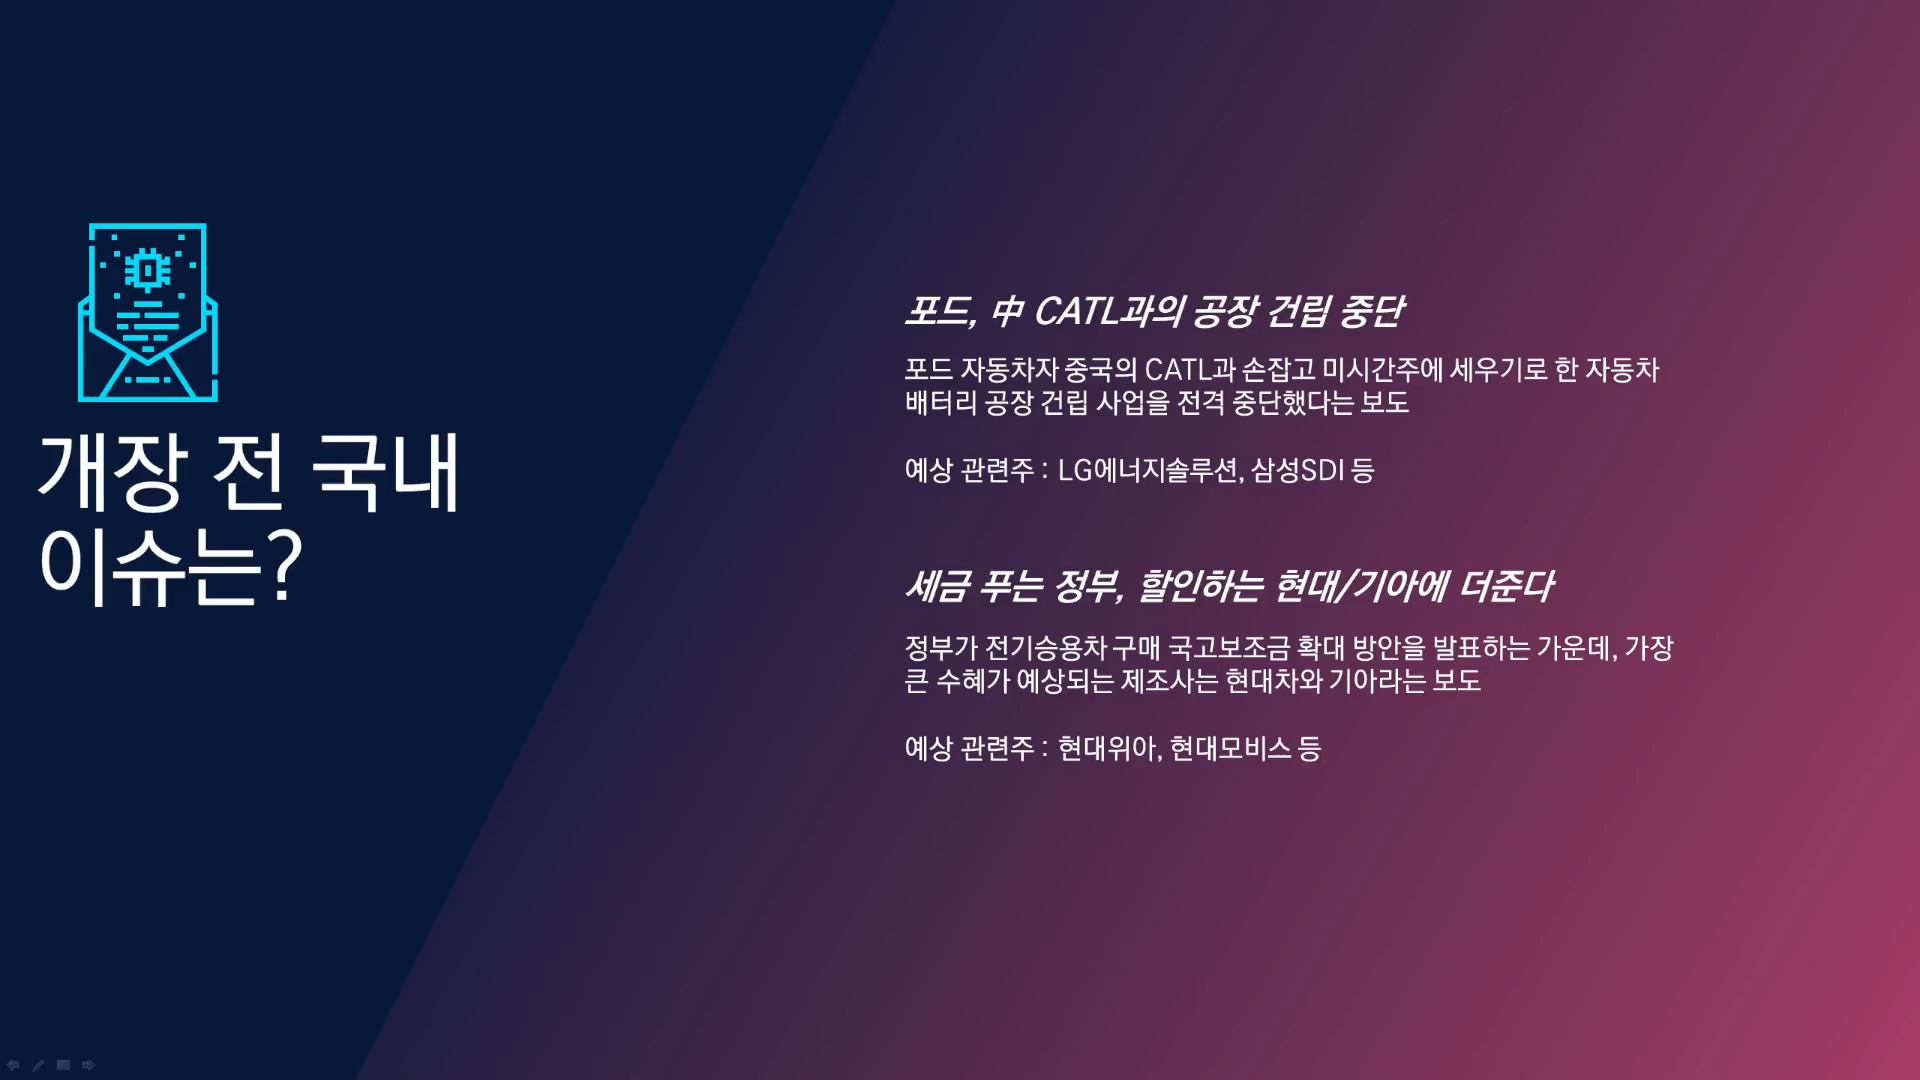 개장 전 국내
이슈는?
포드, 中 CATL과의 공장 건립 중단
포드 자동차자 중국의 CATL과 손잡고 미시간주에 세우기로 한 자동차
배터리 공장 건립 사업을 전격 중단했다는 보도
예상 관련주 : LG에너지솔루션, 삼성SDI 등
세금 푸는 정부, 할인하는 현대/기아에 더준다
정부가 전기승용차 구매 국고보조금 확대 방안을 발표하는 가운데, 가장
큰 수혜가 예상되는 제조사는 현대차와 기아라는 보도
예상 관련주 : 현대위아, 현대모비스 등